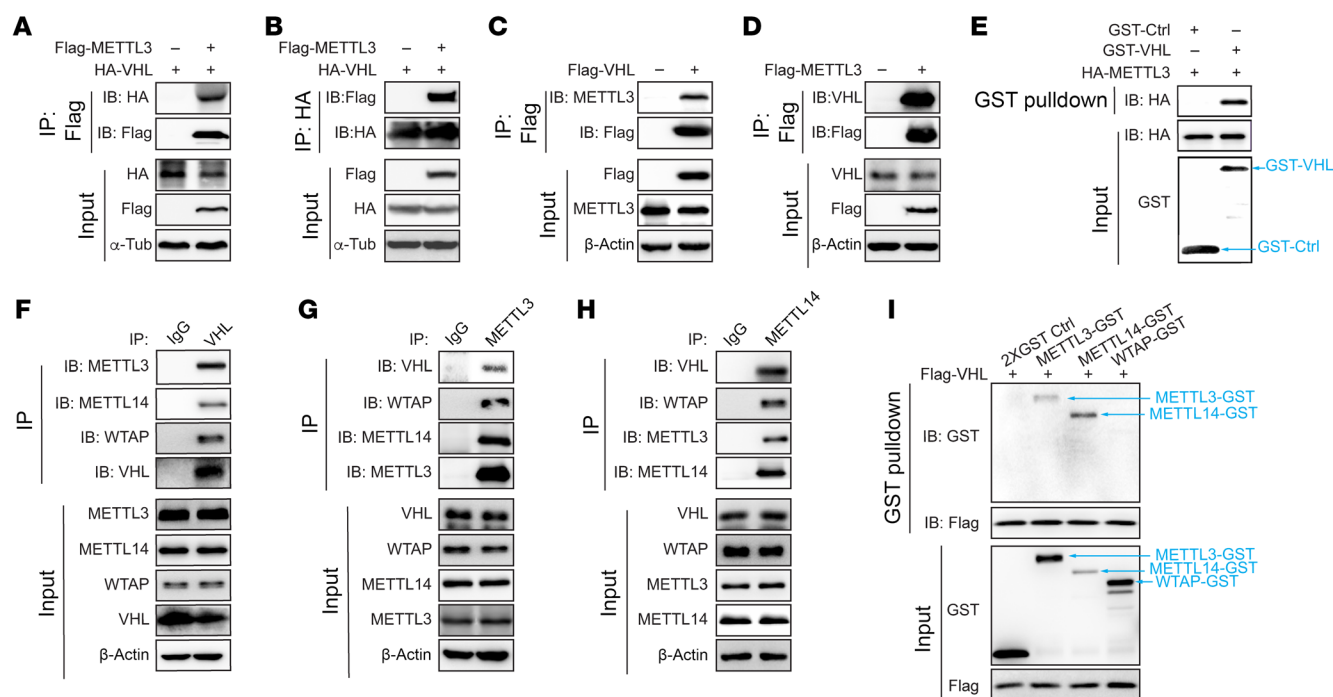 A
Flag-METTL3 – +
HA-VHL + +
IP: Flag
IB: HA
IB: Flag
Input
HA
Flag
α-Tub
B
Flag-METTL3 – +
HA-VHL + +
IP: HA
IB:Flag
IB:HA
Input
Flag
HA
α-Tub
C
Flag-VHL – +
IP: Flag
IB: METTL3
IB: Flag
Input
Flag
METTL3
β-Actin
D
Flag-METTL3 – +
IP: Flag
IB:VHL
IB:Flag
Input
VHL
Flag
β-Actin
E
GST-Ctrl + –
GST-VHL – +
HA-METTL3 + +
GST pulldown
IB: HA
Input
IB: HA
GST
GST-VHL
GST-Ctrl
F
IP: IgG VHL
IP
IB: METTL3
IB: METTL14
IB: WTAP
IB: VHL
Input
METTL3
METTL14
WTAP
VHL
β-Actin
G
IP: IgG METTL3
IP
IB: VHL
IB: WTAP
IB: METTL14
IB: METTL3
Input
VHL
WTAP
METTL14
METTL3
β-Actin
H
IP: IgG METTL14
IP
IB: VHL
IB: WTAP
IB: METTL3
IB: METTL14
Input
VHL
WTAP
METTL3
METTL14
β-Actin
I
2XGST Ctrl
METTL3-GST
METTL14-GST
WTAP-GST
Flag-VHL + + + +
GST pulldown
IB: GST
METTL3-GST
METTL14-GST
IB: Flag
Input
GST
METTL3-GST
METTL14-GST
WTAP-GST
Flag